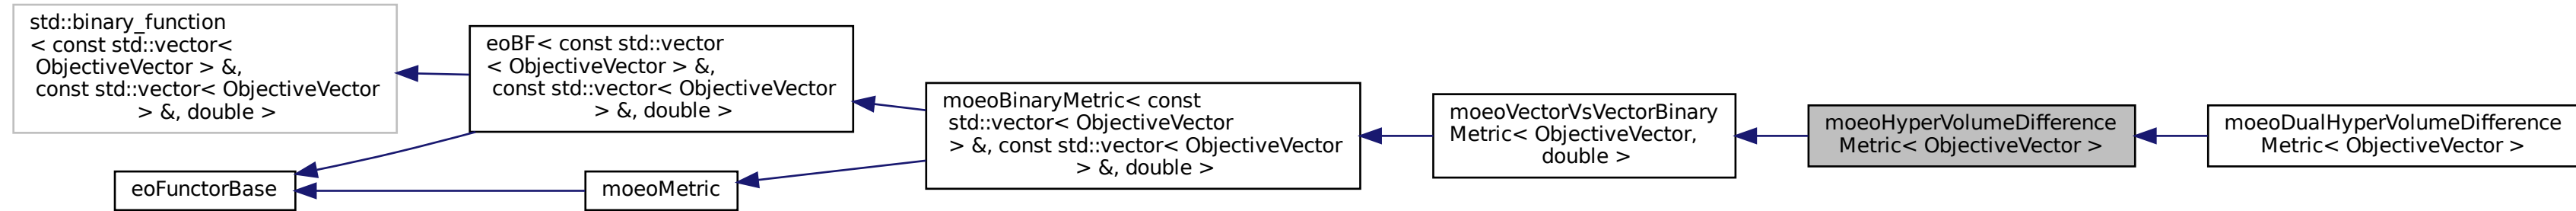 std::binary_function
< const std::vector<
ObjectiveVector > &,
const std::vector< ObjectiveVector
> &, double >
eoBF< const std::vector
< ObjectiveVector > &,
const std::vector< ObjectiveVector
> &, double >
eoFunctorBase
moeoMetric
moeoBinaryMetric< const
std::vector< ObjectiveVector
> &, const std::vector< ObjectiveVector
> &, double >
moeoVectorVsVectorBinary
Metric< ObjectiveVector,
double >
moeoHyperVolumeDifference
Metric< ObjectiveVector >
moeoDualHyperVolumeDifference
Metric< ObjectiveVector >